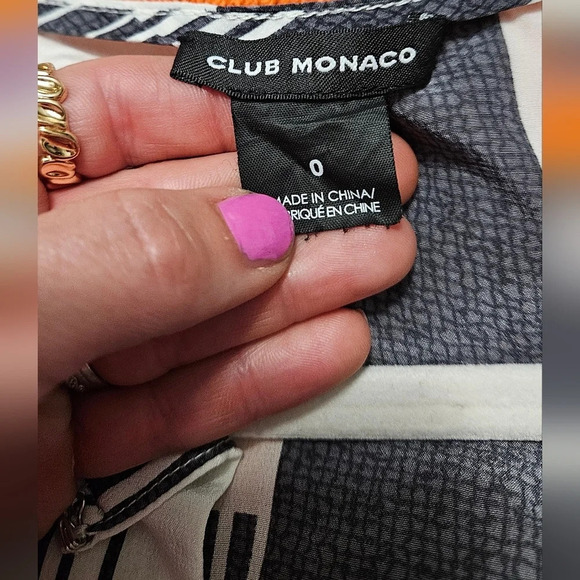 CLUB MONACO
0
MADE IN CHINA/
RIQUÉ EN CHINE